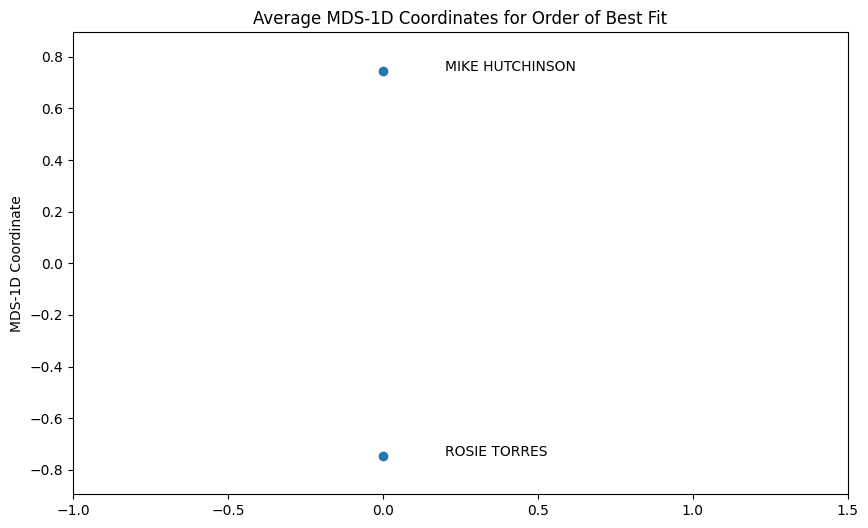 Average MDS-1D Coordinates for Order of Best Fit
0.8
MIKE HUTCHINSON
0.6
0.4
0.2
0.0
MDS-1D Coordinate
−0.2
−0.4
−0.6
ROSIE TORRES
−0.8
−1.0 −0.5 0.0 0.5 1.0 1.5